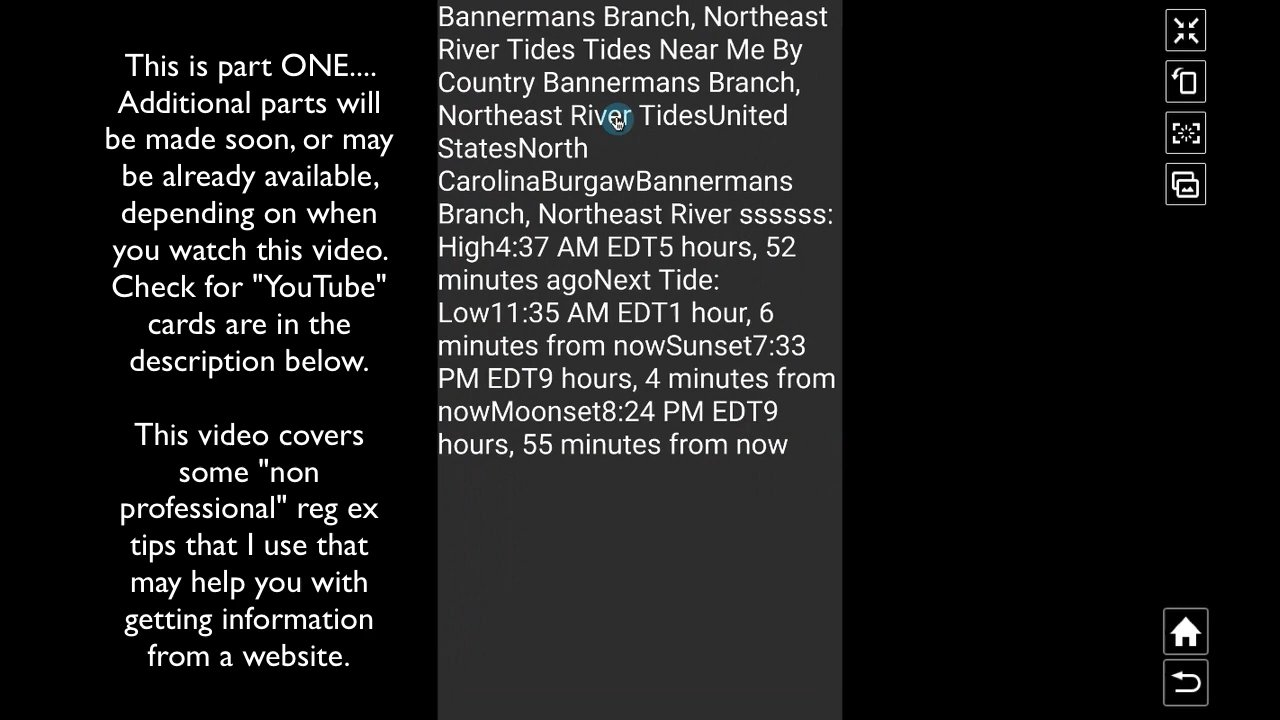 This is part ONE....
Additional parts will
be made soon, or may
be already available,
depending on when
you watch this video.
Check for "YouTube"
cards are in the
description below.
This video covers
some "non
professional" reg ex
tips that I use that
may help you with
getting information
from a website.
Bannermans Branch, Northeast
River Tides Tides Near Me By
Country Bannermans Branch,
Northeast River TidesUnited
StatesNorth
CarolinaBurgawBannermans
Branch, Northeast River ssssss:
High4:37 AM EDT5 hours, 52
minutes agoNext Tide:
Low11:35 AM EDT1 hour, 6
minutes from nowSunset7:33
PM EDT9 hours, 4 minutes from
nowMoonset8:24 PM EDT9
hours, 55 minutes from now